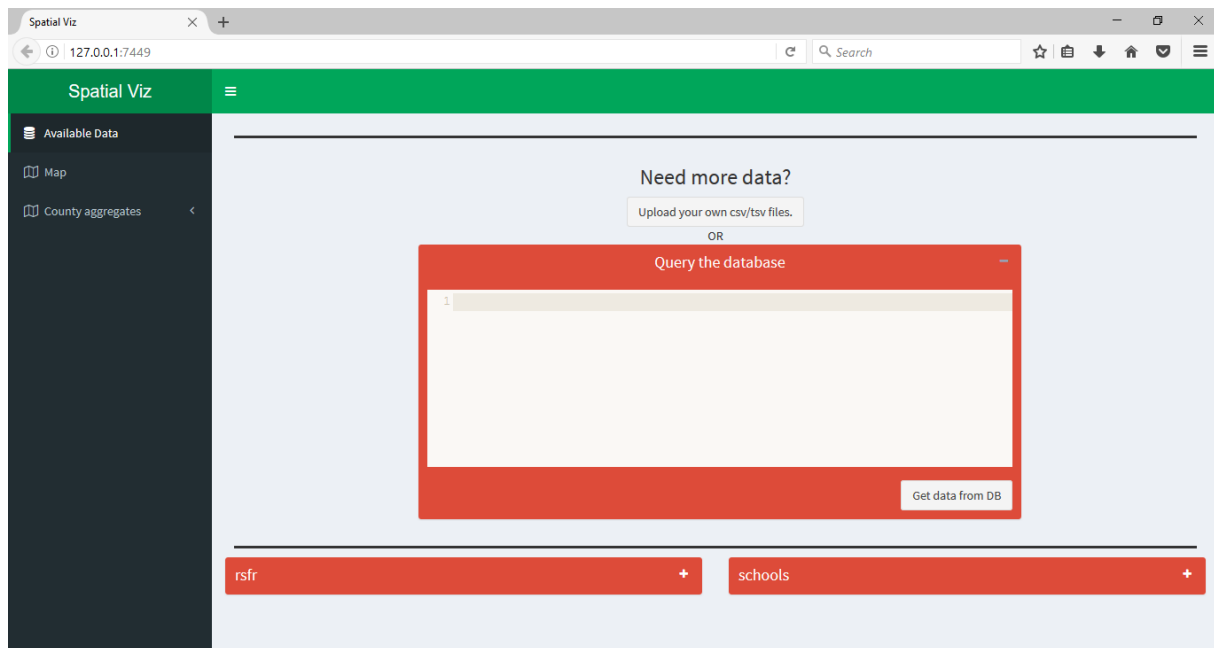 Spatial Viz
127.0.0.1:7449
Search
Spatial Viz
Available Data
Map
County aggregates
Need more data?
Upload your own csv/tsv files.
OR
Query the database
1
Get data from DB
rsfr
schools